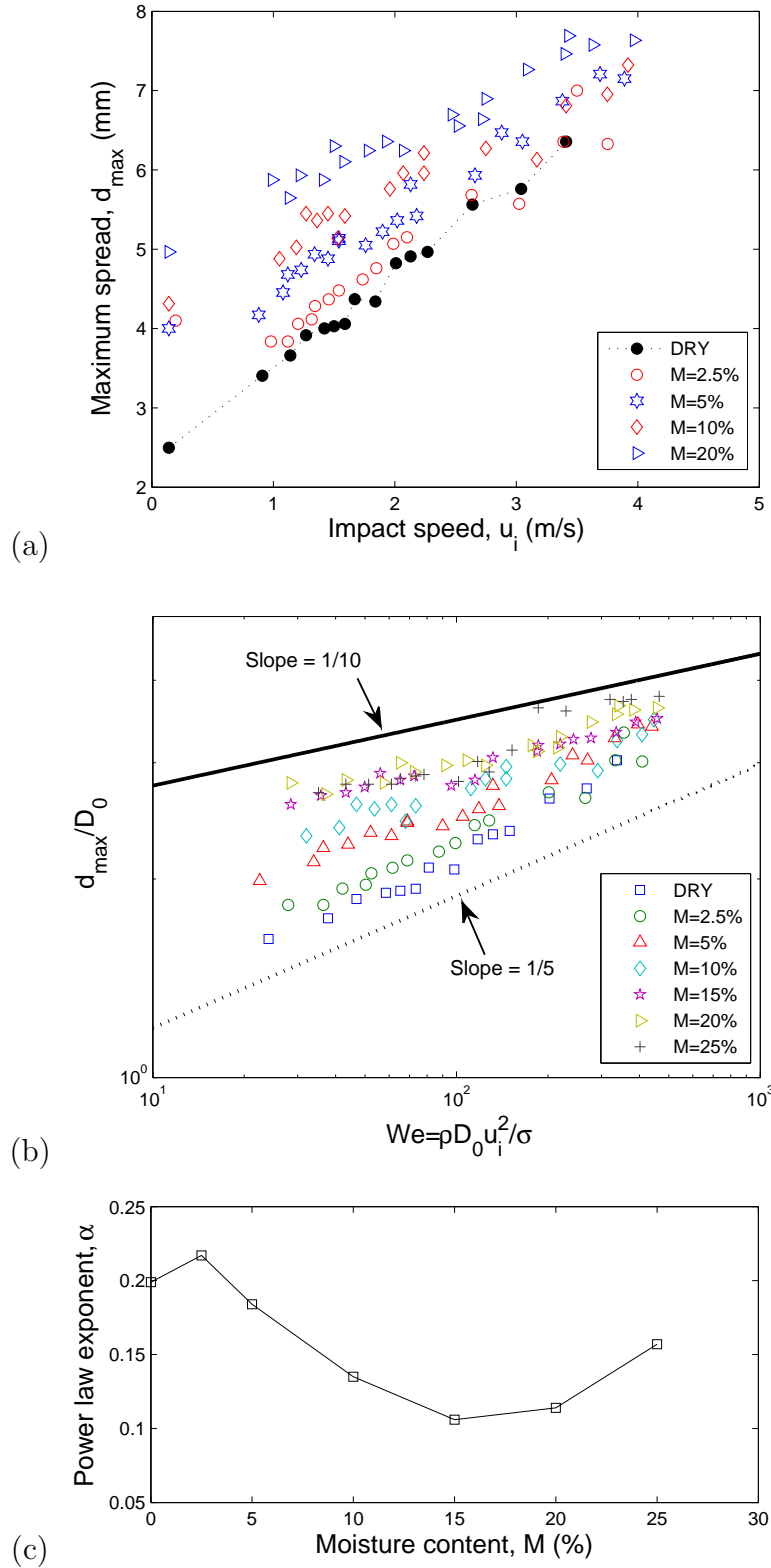 8
7
6
5
4
3
2
0 1 2 3 4 5
Maximum spread, d_max (mm)
Impact speed, u_i (m/s)
DRY
M=2.5%
M=5%
M=10%
M=20%
(a)
Slope = 1/10
d_max/D_0
Slope = 1/5
DRY
M=2.5%
M=5%
M=10%
M=15%
M=20%
M=25%
10^0
10^1 10^2 10^3
We=ρD_0u_i^2/σ
(b)
0.25
0.2
0.15
0.1
0.05
0 5 10 15 20 25 30
Power law exponent, α
Moisture content, M (%)
(c)